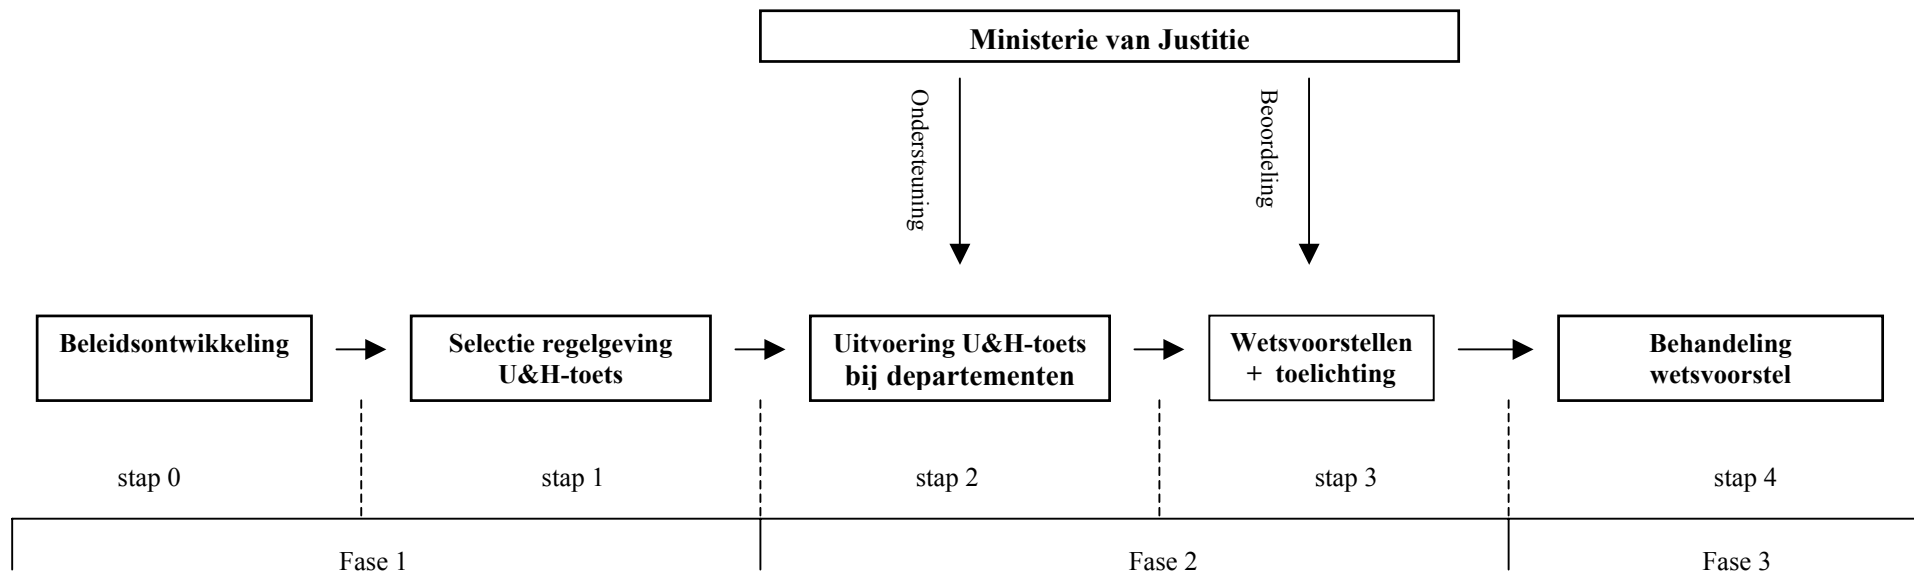 Ministerie van Justitie
Ondersteuning
Beoordeling
Beleidsontwikkeling
Selectie regelgeving
U&H-toets
Uitvoering U&H-toets
bij departementen
Wetsvoorstellen
+ toelichting
Behandeling
wetsvoorstel
stap 0
stap 1
stap 2
stap 3
stap 4
Fase 1
Fase 2
Fase 3